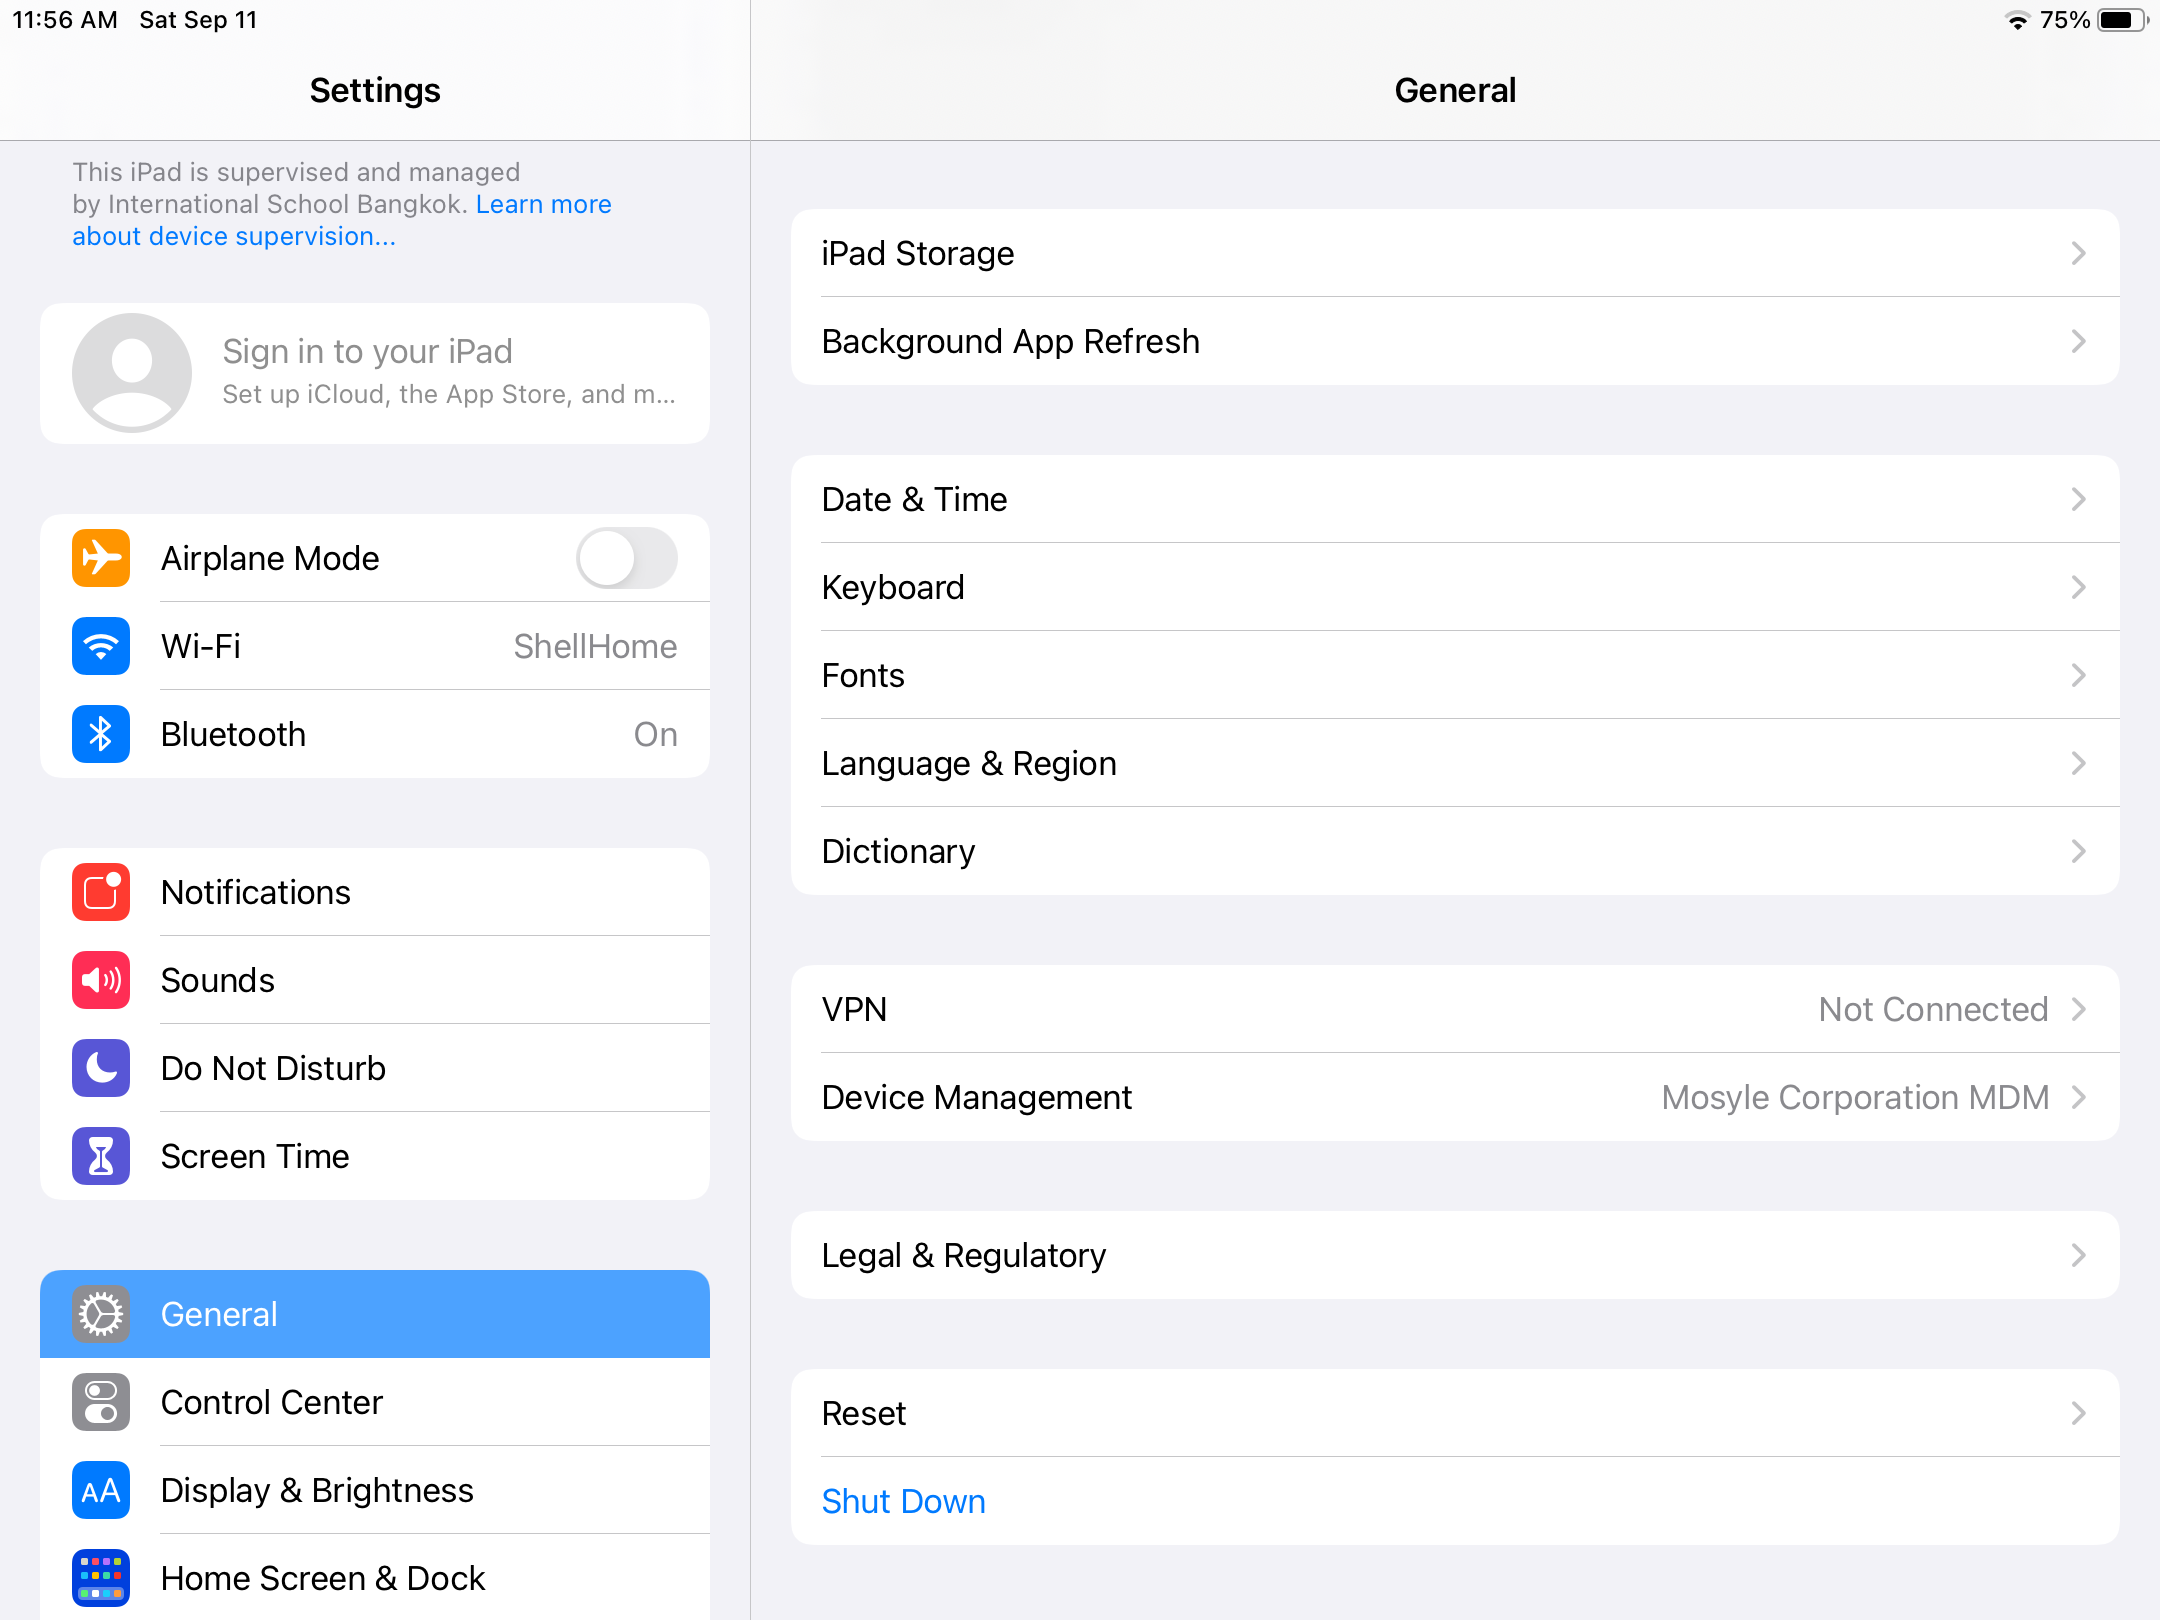 11:56 AM Sat Sep 11
75%
Settings
This iPad is supervised and managed
by International School Bangkok. Learn more
about device supervision...
Sign in to your iPad
Set up iCloud, the App Store, and m...
Airplane Mode
Wi-Fi ShellHome
Bluetooth On
Notifications
Sounds
Do Not Disturb
Screen Time
General
Control Center
AA Display & Brightness
Home Screen & Dock
General
iPad Storage
Background App Refresh
Date & Time
Keyboard
Fonts
Language & Region
Dictionary
VPN Not Connected
Device Management Mosyle Corporation MDM
Legal & Regulatory
Reset
Shut Down